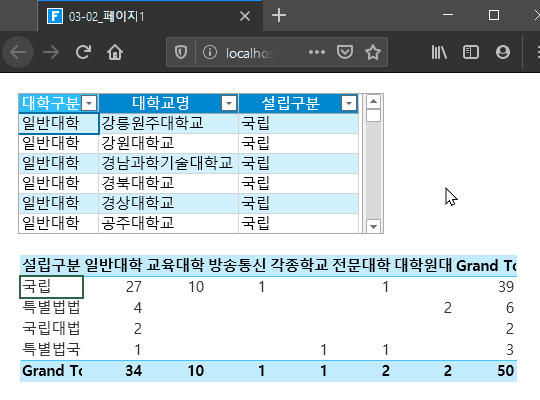 F 03-02_페이지1
localhos
대학구분 대학교명 설립구분
일반대학 강릉원주대학교 국립
일반대학 강원대학교 국립
일반대학 경남과학기술대학교 국립
일반대학 경북대학교 국립
일반대학 경상대학교 국립
일반대학 공주대학교 국립
설립구분 일반대학 교육대학 방송통신 각종학교 전문대학 대학원대 Grand To
국립 27 10 1 1 39
특별법법 4 2 6
국립대법 2 2
특별법국 1 1 1 3
Grand To 34 10 1 1 2 2 50